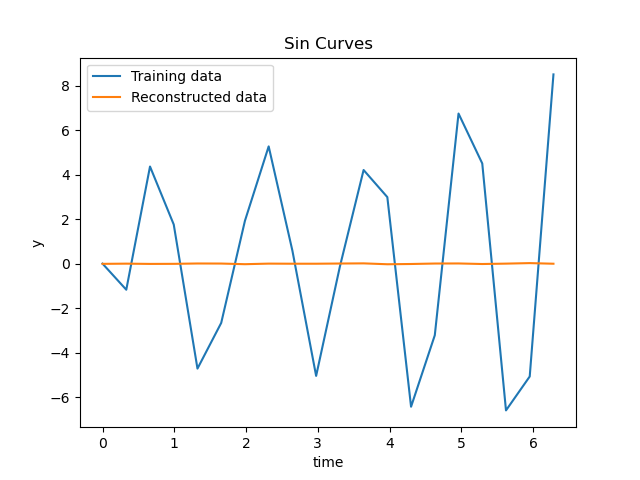 Sin Curves
Training data
Reconstructed data
y
8
6
4
2
0
−2
−4
−6
0 1 2 3 4 5 6
time